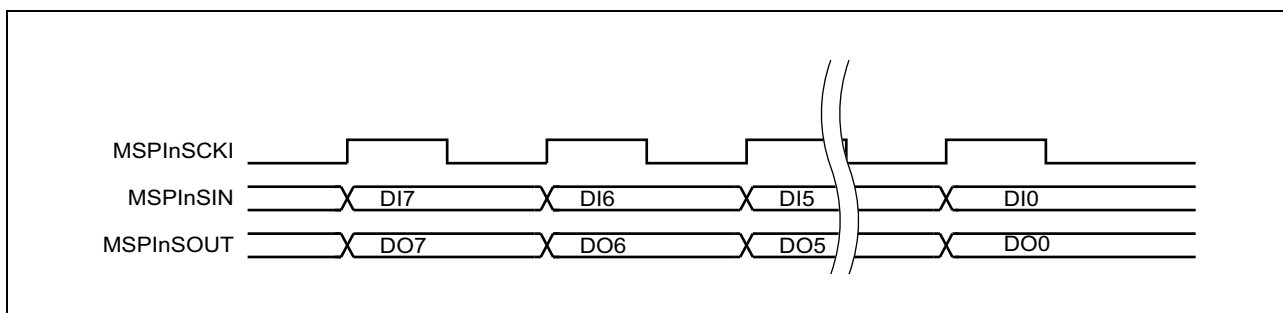 MSPInSCKI
MSPInSIN DI7 DI6 DI5 DI0
MSPInSOUT DO7 DO6 DO5 DO0